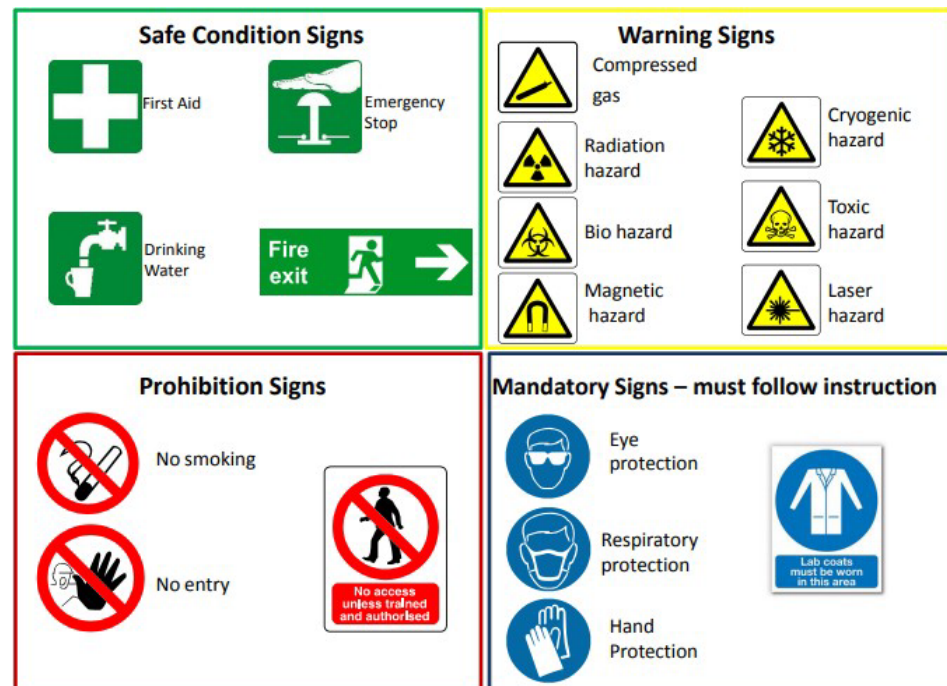 Safe Condition Signs
First Aid
Emergency
Stop
Drinking
Water
Fire
exit
Warning Signs
Compressed
gas
Radiation
hazard
Bio hazard
Magnetic
hazard
Cryogenic
hazard
Toxic
hazard
Laser
hazard
Prohibition Signs
No smoking
No entry
No access
unless trained
and authorised
Mandatory Signs – must follow instruction
Eye
protection
Respiratory
protection
Hand
Protection
Lab coats
must be worn
in this area